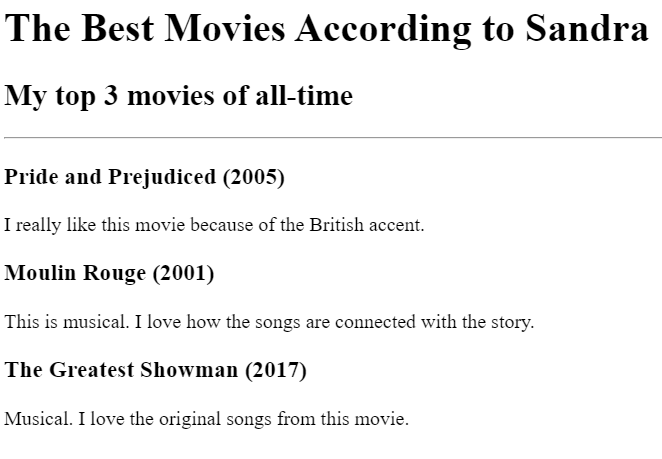 The Best Movies According to Sandra
My top 3 movies of all-time
Pride and Prejudiced (2005)
I really like this movie because of the British accent.
Moulin Rouge (2001)
This is musical. I love how the songs are connected with the story.
The Greatest Showman (2017)
Musical. I love the original songs from this movie.